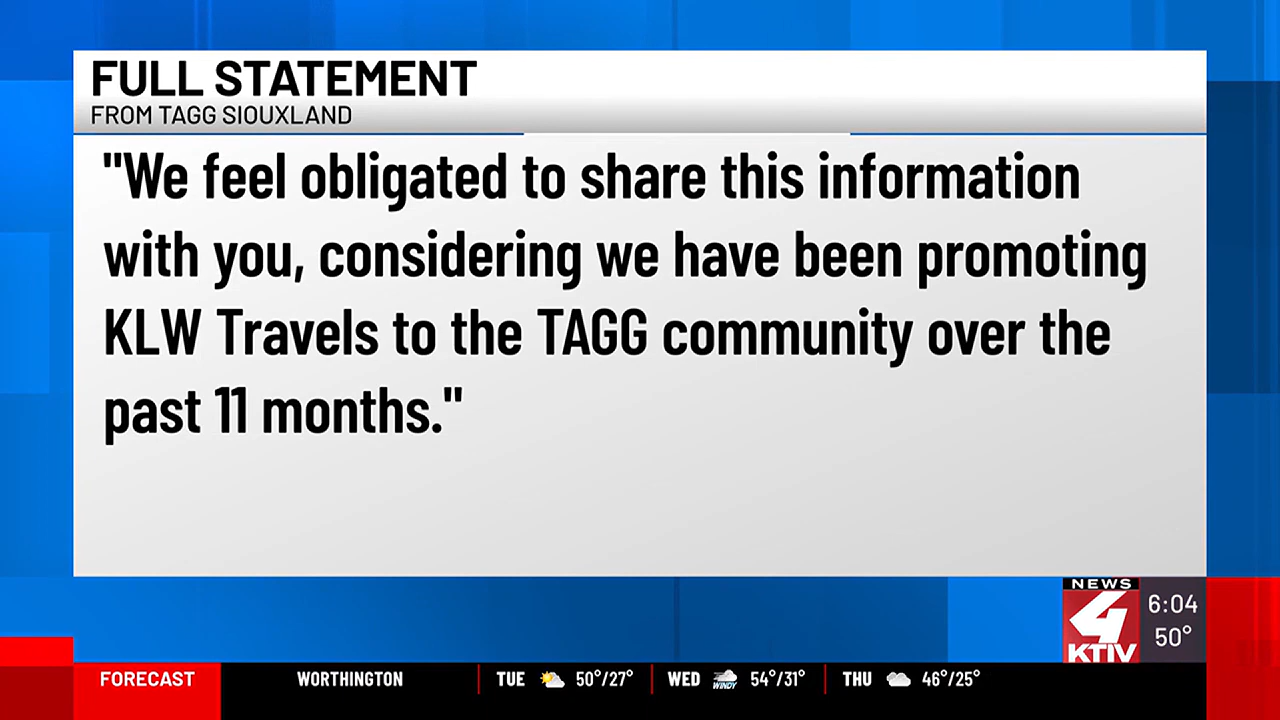 FULL STATEMENT
FROM TAGG SIOUXLAND
"We feel obligated to share this information
with you, considering we have been promoting
KLW Travels to the TAGG community over the
past 11 months."
NEWS
4
KTIV
6:04
50°
FORECAST
WORTHINGTON
TUE 50°/27°
WED WINDY 54°/31°
THU 46°/25°